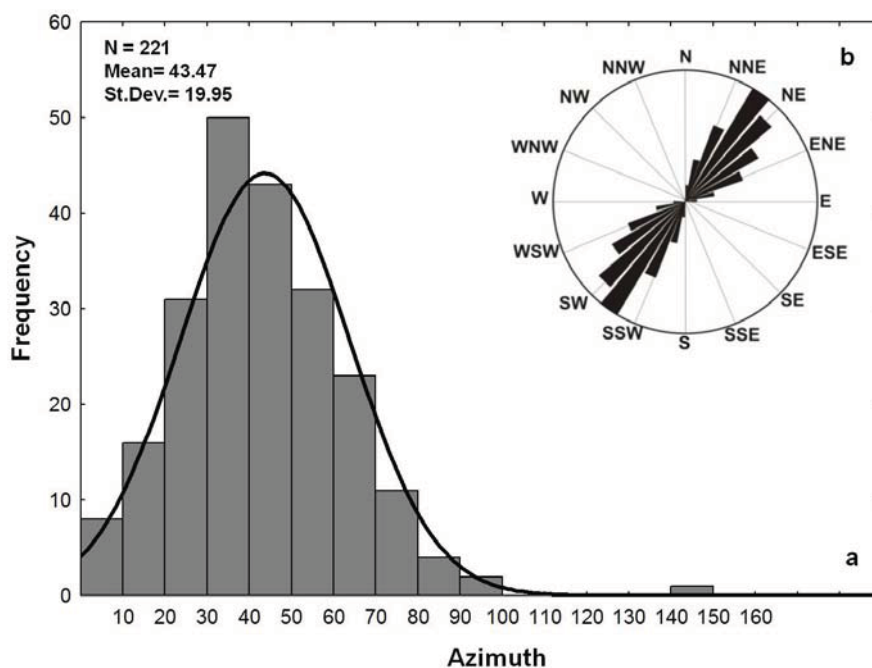 N = 221
Mean= 43.47
St.Dev.= 19.95
b
N
NNE
NE
ENE
E
ESE
SE
SSE
S
SSW
SW
WSW
W
WNW
NW
NNW
Frequency
60
50
40
30
20
10
0
a
10 20 30 40 50 60 70 80 90 100 110 120 130 140 150 160
Azimuth